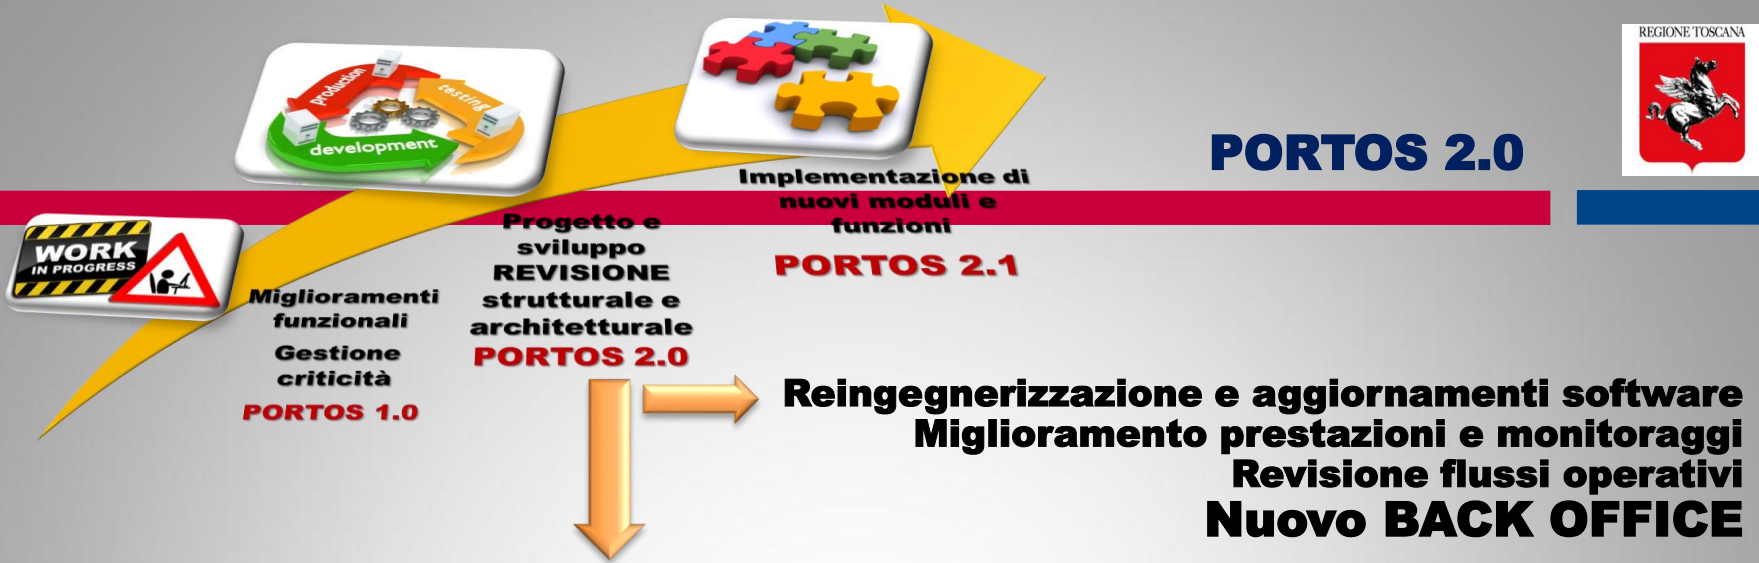 REGIONE TOSCANA
PORTOS 2.0
production
testing
development
WORK
IN PROGRESS
Miglioramenti
funzionali
Gestione
criticità
PORTOS 1.0
Progetto e
sviluppo
REVISIONE
strutturale e
architetturale
PORTOS 2.0
Implementazione di
nuovi moduli e
funzioni
PORTOS 2.1
Reingegnerizzazione e aggiornamenti software
Miglioramento prestazioni e monitoraggi
Revisione flussi operativi
Nuovo BACK OFFICE